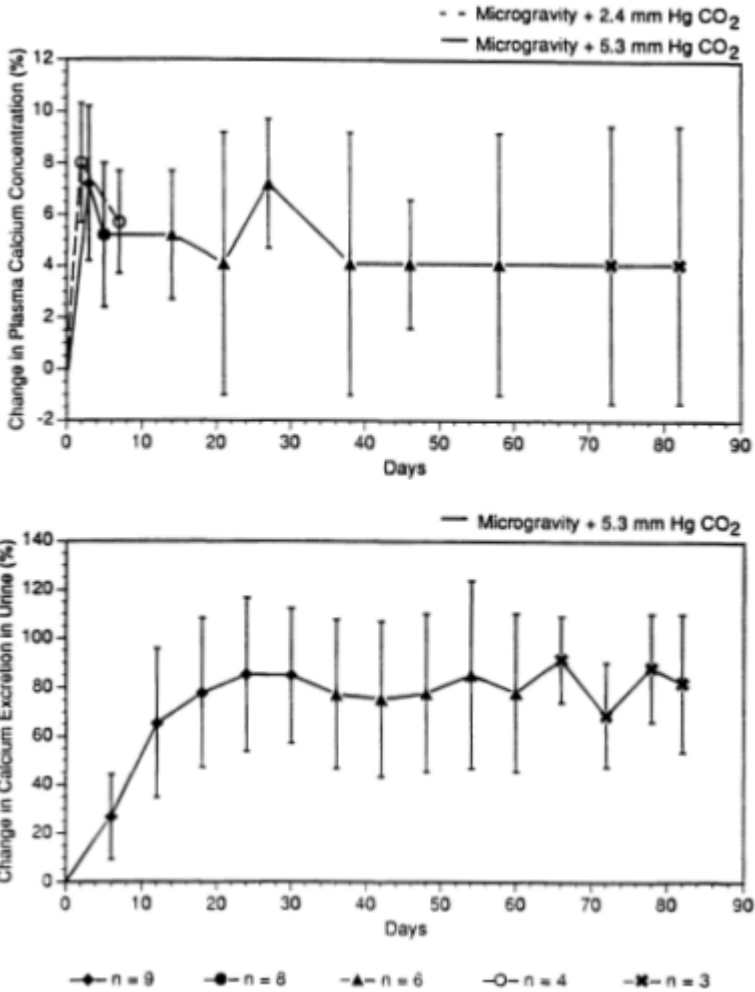 - - Microgravity + 2.4 mm Hg CO2
— Microgravity + 5.3 mm Hg CO2
Change in Plasma Calcium Concentration (%)
12
10
8
6
4
2
0
-2
0 10 20 30 40 50 60 70 80 90
Days
— Microgravity + 5.3 mm Hg CO2
Change in Calcium Excretion in Urine (%)
140
120
100
80
60
40
20
0
0 10 20 30 40 50 60 70 80 90
Days
n = 9 n = 8 n = 6 n = 4 n = 3